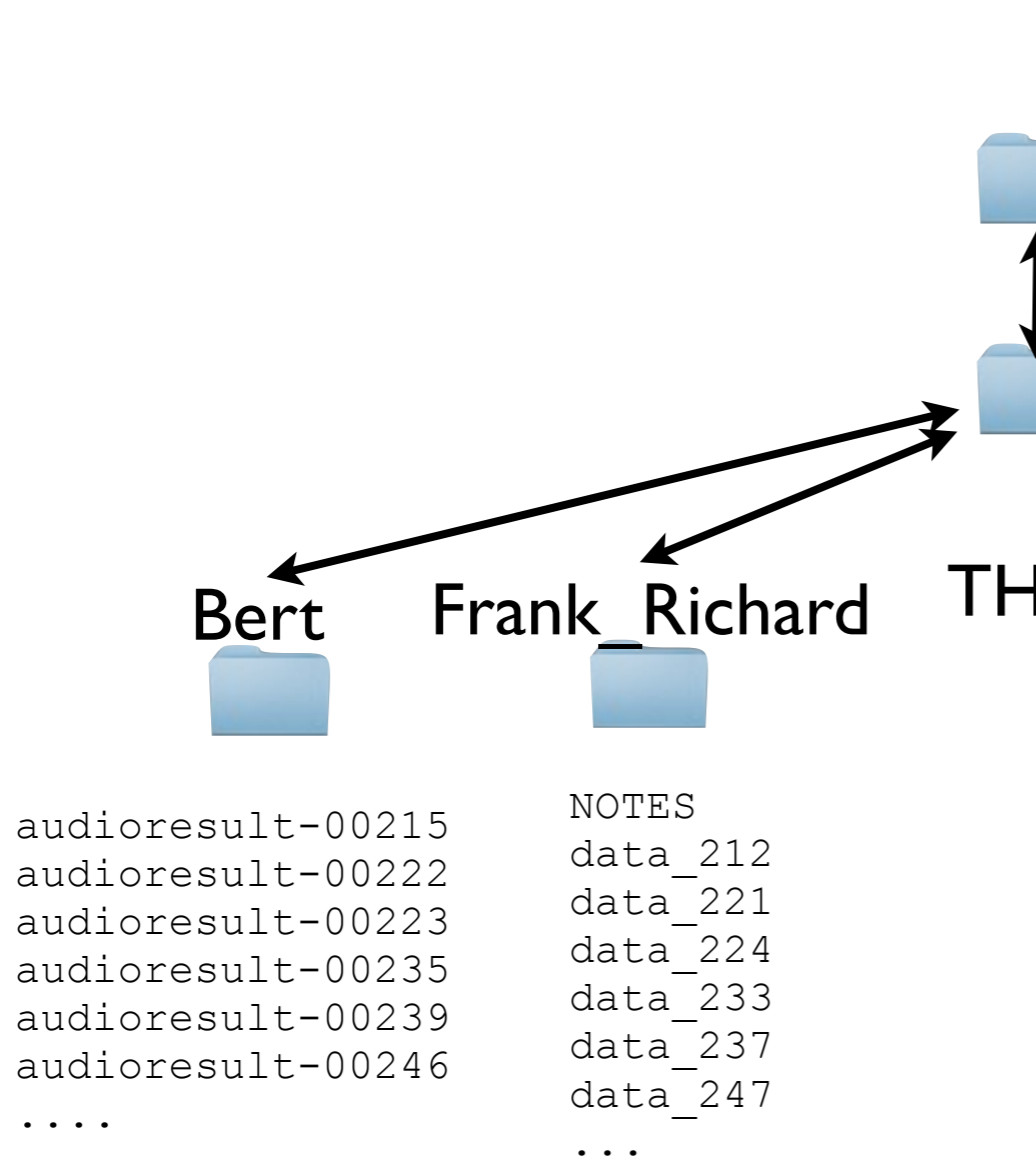 Bert
Frank_Richard
TH
audioresult-00215
audioresult-00222
audioresult-00223
audioresult-00235
audioresult-00239
audioresult-00246
....
NOTES
data_212
data_221
data_224
data_233
data_237
data_247
...